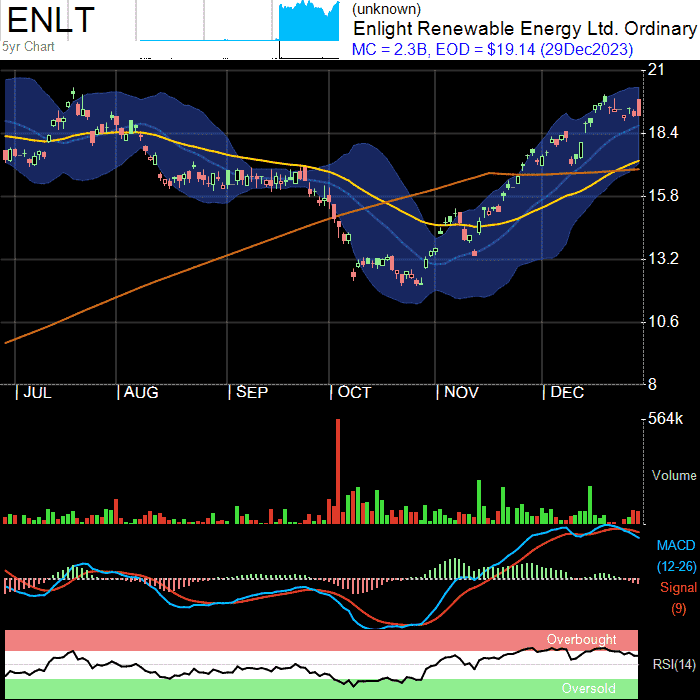 ENLT
5yr Chart
(unknown)
Enlight Renewable Energy Ltd. Ordinary
MC = 2.3B, EOD = $19.14 (29Dec2023)
21
18.4
15.8
13.2
10.6
8
JUL AUG SEP OCT NOV DEC
564k
Volume
MACD
(12-26)
Signal
(9)
Overbought
RSI(14)
Oversold